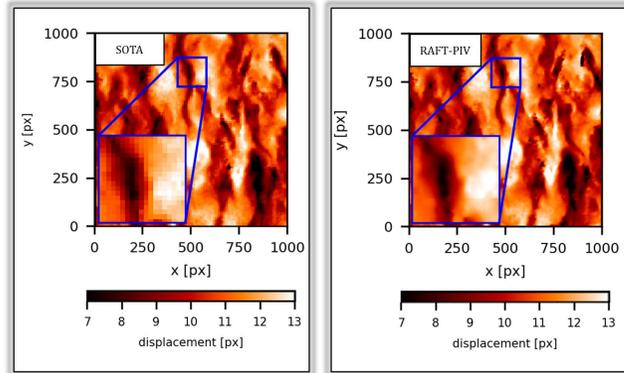 1000
SOTA
750
500
250
0
y [px]
0 250 500 750 1000
x [px]
7 8 9 10 11 12 13
displacement [px]
1000
RAFT-PIV
750
500
250
0
y [px]
0 250 500 750 1000
x [px]
7 8 9 10 11 12 13
displacement [px]